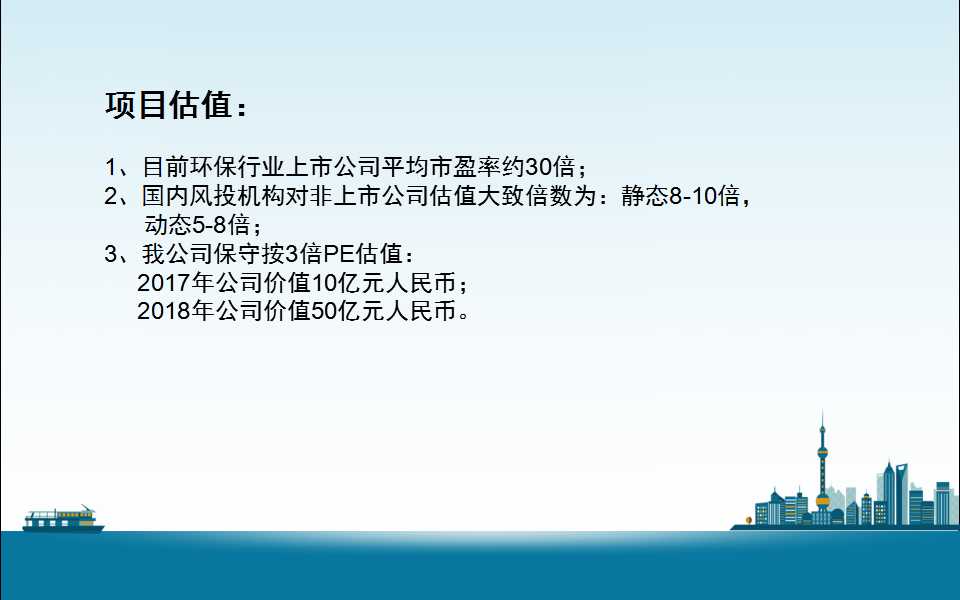 项目估值：
1、目前环保行业上市公司平均市盈率约30倍；
2、国内风投机构对非上市公司估值大致倍数为：静态8-10倍，
动态5-8倍；
3、我公司保守按3倍PE估值：
2017年公司价值10亿元人民币；
2018年公司价值50亿元人民币。